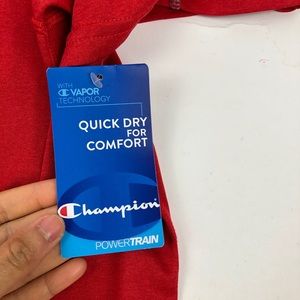 WITH
VAPOR
TECHNOLOGY
QUICK DRY
FOR
COMFORT
Champion
POWERTRAIN